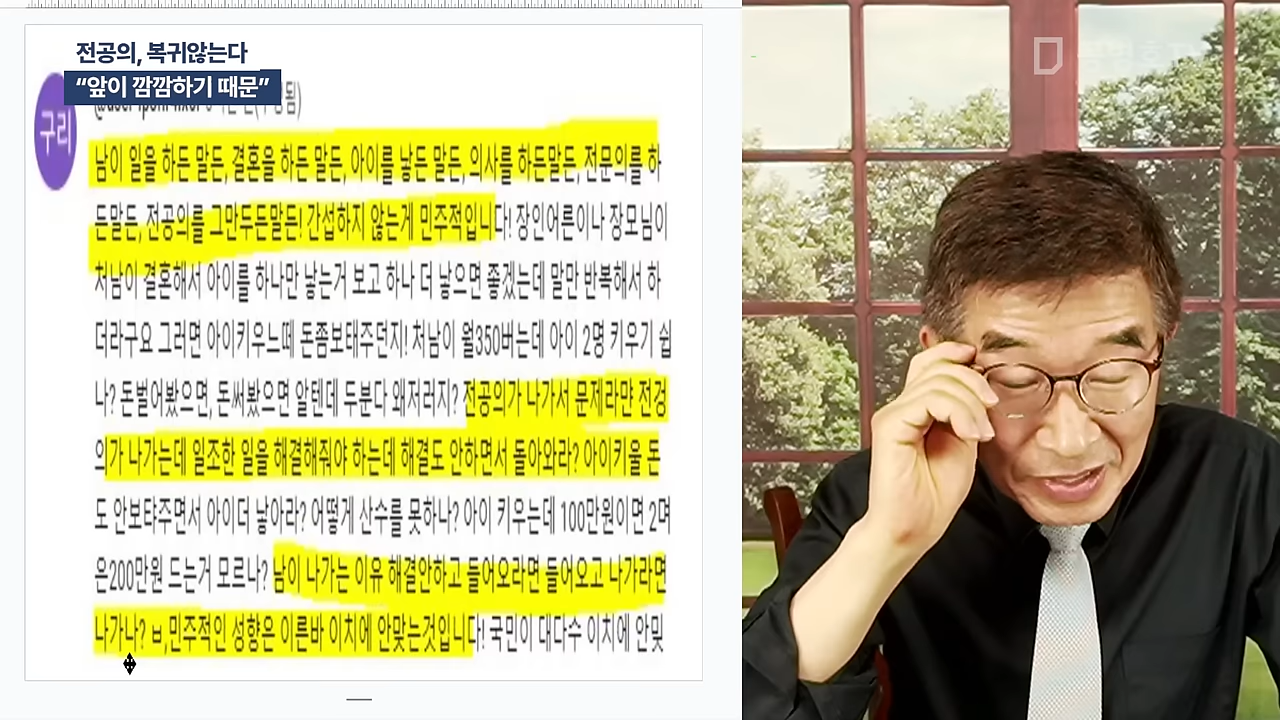 전공의, 복귀않는다
“앞이 깜깜하기 때문”
구리
남이 일을 하든 말든, 결혼을 하든 말든, 아이를 낳든 말든, 의사를 하든말든, 전문의를 하
든말든, 전공의를 그만두든말든! 간섭하지 않는게 민주적입니다! 장인어른이나 장모님이
처남이 결혼해서 아이를 하나만 낳는거 보고 하나 더 낳으면 좋겠는데 말만 반복해서 하
더라구요 그러면 아이키우느떼 돈좀보태주던지! 처남이 월350버는데 아이 2명 키우기 쉽
나? 돈벌어봤으면, 돈써봤으면 알텐데 두분다 왜저러지? 전공의가 나가서 문제라만 전겅
의가 나가는데 일조한 일을 해결해줘야 하는데 해결도 안하면서 돌아와라? 아이키울 돈
도 안보타주면서 아이더 낳아라? 어떻게 산수를 못하나? 아이 키우는데 100만원이면 2며
은200만원 드는거 모르나? 남이 나가는 이유 해결안하고 들어오라면 들어오고 나가라면
나가나? ㅂ,민주적인 성향은 이른바 이치에 안맞는것입니다! 국민이 대다수 이치에 안밎